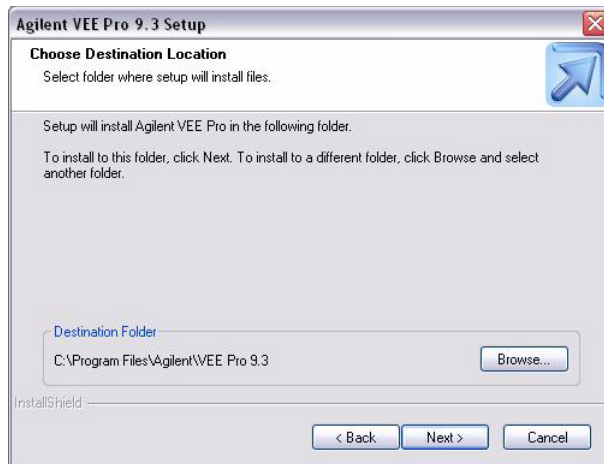 Agilent VEE Pro 9.3 Setup
Choose Destination Location
Select folder where setup will install files.
Setup will install Agilent VEE Pro in the following folder.
To install to this folder, click Next. To install to a different folder, click Browse and select
another folder.
Destination Folder
C:\Program Files\Agilent\VEE Pro 9.3
Browse...
InstallShield
< Back
Next >
Cancel